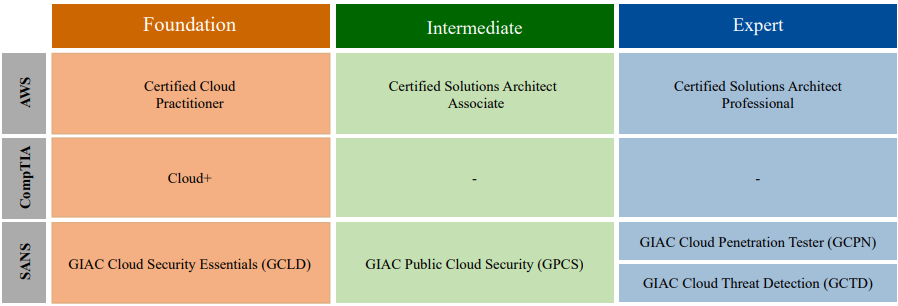 Foundation
Intermediate
Expert
AWS
Certified Cloud
Practitioner
Certified Solutions Architect
Associate
Certified Solutions Architect
Professional
CompTIA
Cloud+
-
-
SANS
GIAC Cloud Security Essentials (GCLD)
GIAC Public Cloud Security (GPCS)
GIAC Cloud Penetration Tester (GCPN)
GIAC Cloud Threat Detection (GCTD)